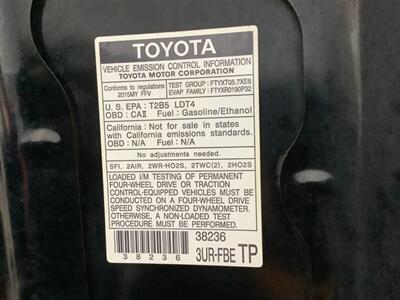 TOYOTA
VEHICLE EMISSION CONTROL INFORMATION
TOYOTA MOTOR CORPORATION
Conforms to regulations
2015MY FFV
TEST GROUP : FTYXT05.7XE8
EVAP FAMILY : FTYXR0190P32
U. S. EPA : T2B5 LDT4
OBD : CAⅡ Fuel : Gasoline/Ethanol
California : Not for sale in states
with California emissions standards.
OBD : N/A Fuel : N/A
No adjustments needed.
SFI, 2AIR, 2WR-HO2S, 2TWC(2), 2HO2S
LOADED I/M TESTING OF PERMANENT
FOUR-WHEEL DRIVE OR TRACTION
CONTROL-EQUIPPED VEHICLES MUST BE
CONDUCTED ON A FOUR-WHEEL DRIVE
SPEED SYNCHRONIZED DYNAMOMETER.
OTHERWISE, A NON-LOADED TEST
PROCEDURE MUST BE PERFORMED.
38236
38236
3UR-FBE TP